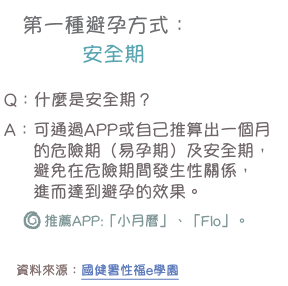 第一種避孕方式：
安全期
Q：什麼是安全期？
A：可通過APP或自己推算出一個月
的危險期（易孕期）及安全期，
避免在危險期間發生性關係，
進而達到避孕的效果。
推薦APP:「小月曆」、「Flo」。
資料來源：國健署性福e學園